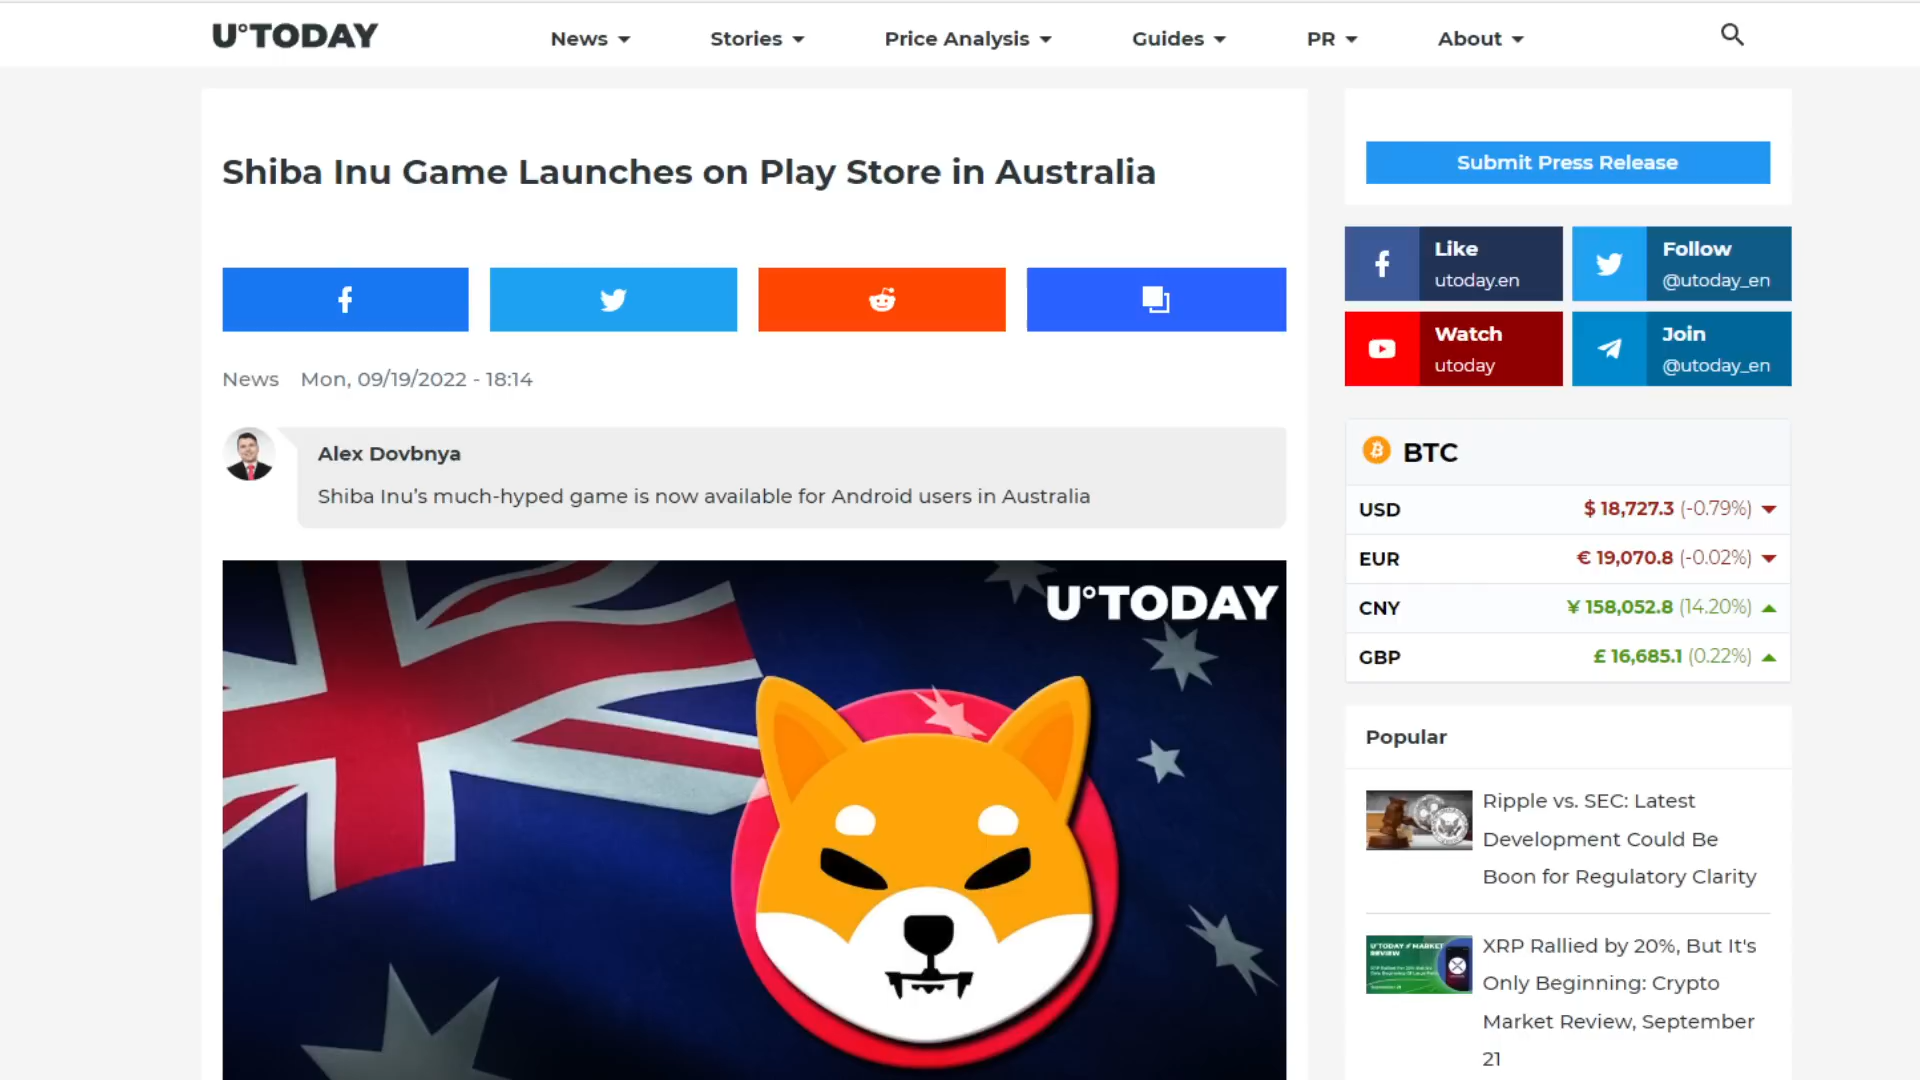 U°TODAY
News
Stories
Price Analysis
Guides
PR
About
Shiba Inu Game Launches on Play Store in Australia
News Mon, 09/19/2022 - 18:14
Alex Dovbnya
Shiba Inu’s much-hyped game is now available for Android users in Australia
U°TODAY
Submit Press Release
Like
utoday.en
Follow
@utoday_en
Watch
utoday
Join
@utoday_en
BTC
USD $ 18,727.3 (-0.79%)
EUR € 19,070.8 (-0.02%)
CNY ¥ 158,052.8 (14.20%)
GBP £ 16,685.1 (0.22%)
Popular
Ripple vs. SEC: Latest
Development Could Be
Boon for Regulatory Clarity
U°TODAY // MARKET
REVIEW
XRP Rallied by 20%, But It's
Only Beginning: Crypto
Market Review, September
21